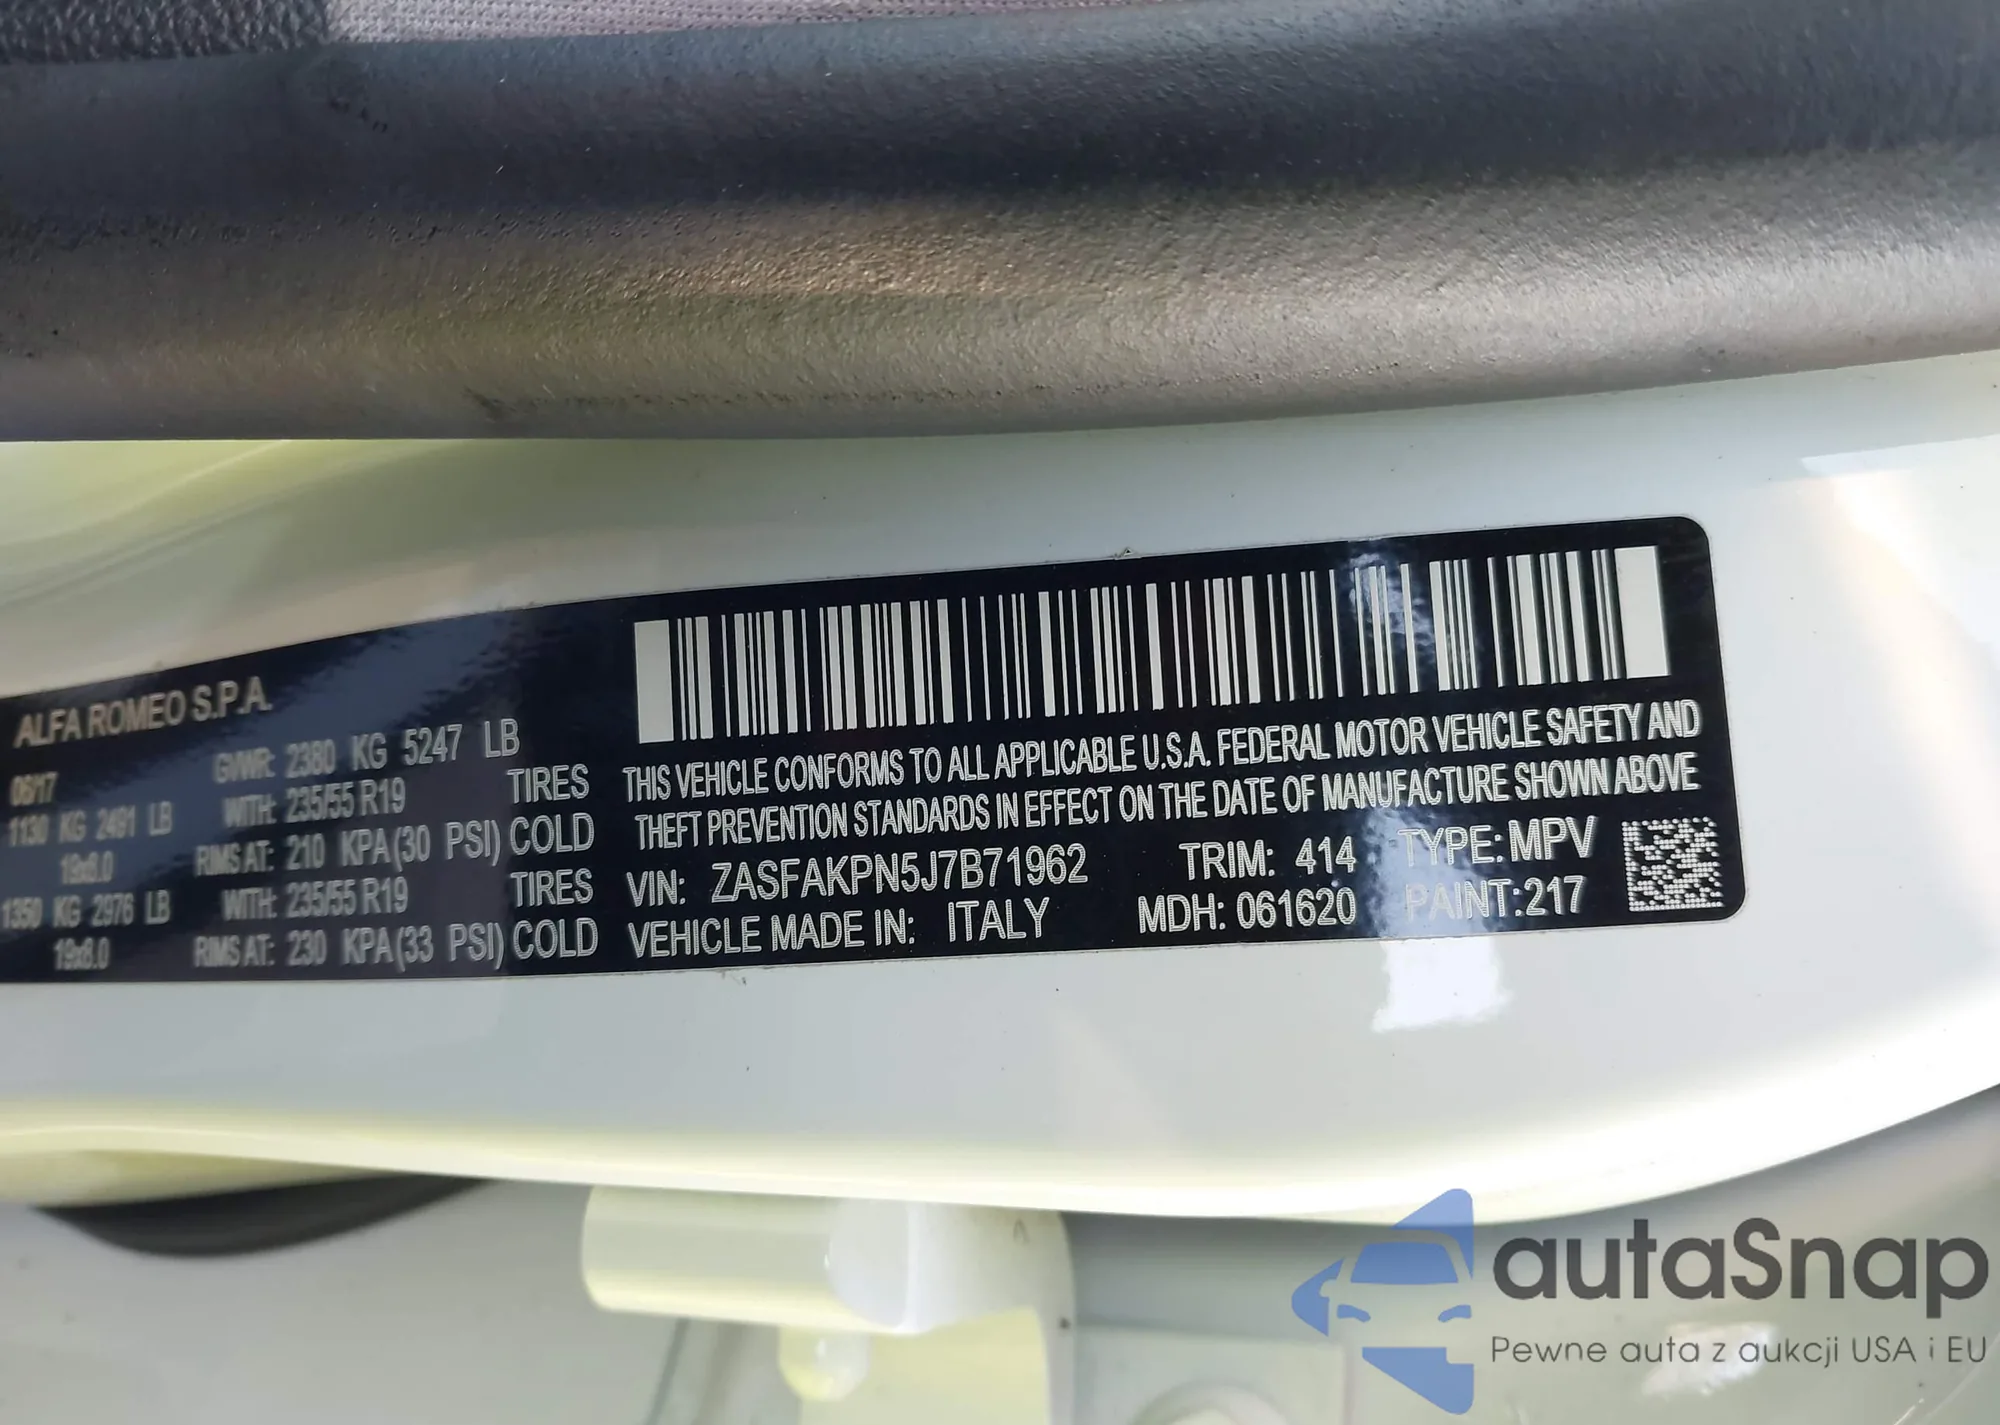 ALFA ROMEO S.P.A.
06/17 GVWR: 2380 KG 5247 LB
1130 KG 2491 LB WITH: 235/55 R19 TIRES
19x8.0 RIMS AT: 210 KPA(30 PSI) COLD
1350 KG 2976 LB WITH: 235/55 R19 TIRES
19x8.0 RIMS AT: 230 KPA(33 PSI) COLD
THIS VEHICLE CONFORMS TO ALL APPLICABLE U.S.A. FEDERAL MOTOR VEHICLE SAFETY AND
THEFT PREVENTION STANDARDS IN EFFECT ON THE DATE OF MANUFACTURE SHOWN ABOVE
VIN: ZASFAKPN5J7B71962 TRIM: 414 TYPE: MPV
VEHICLE MADE IN: ITALY MDH: 061620 PAINT:217
autaSnap
Pewne auta z aukcji USA i EU